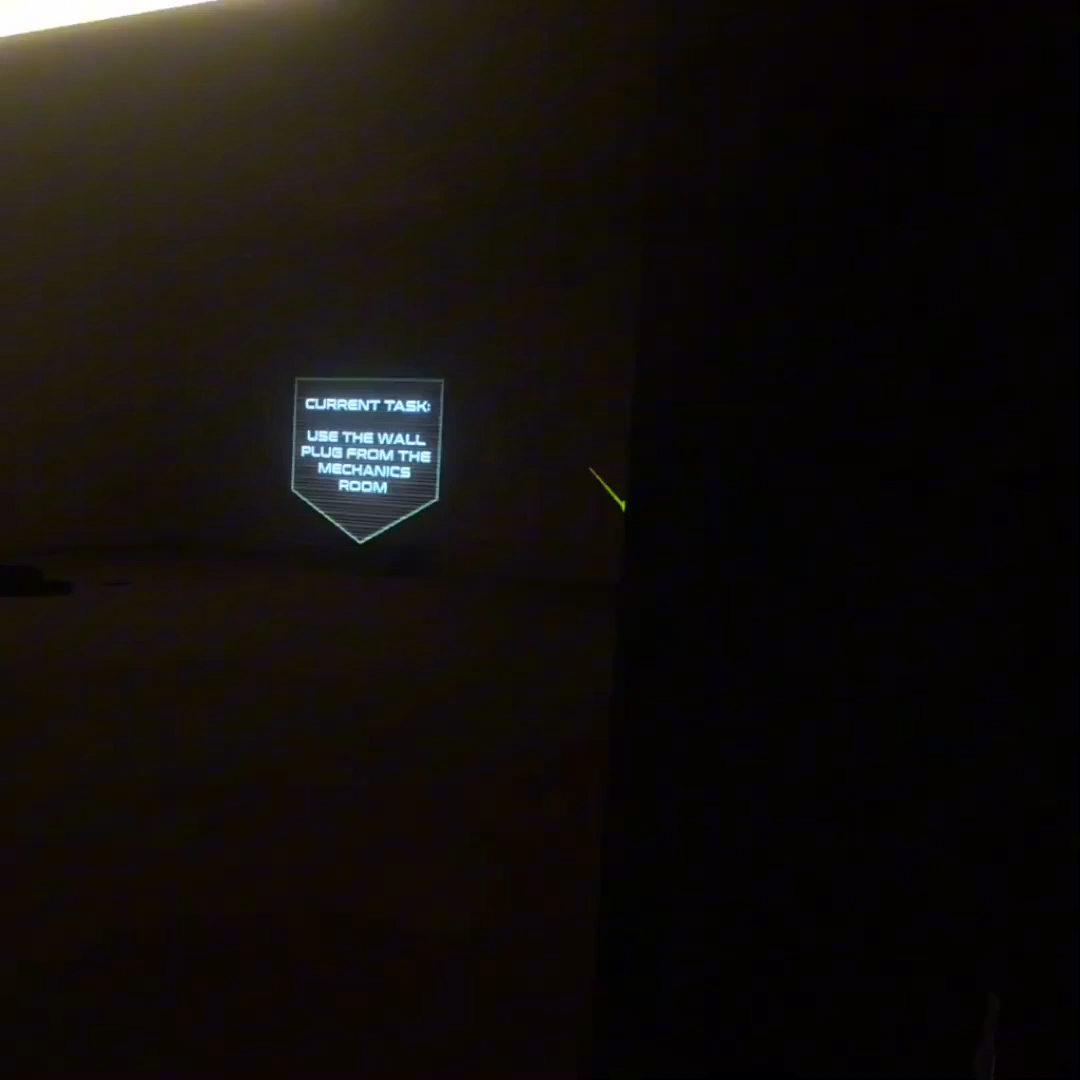 CURRENT TASK:
USE THE WALL
PLUG FROM THE
MECHANICS
ROOM